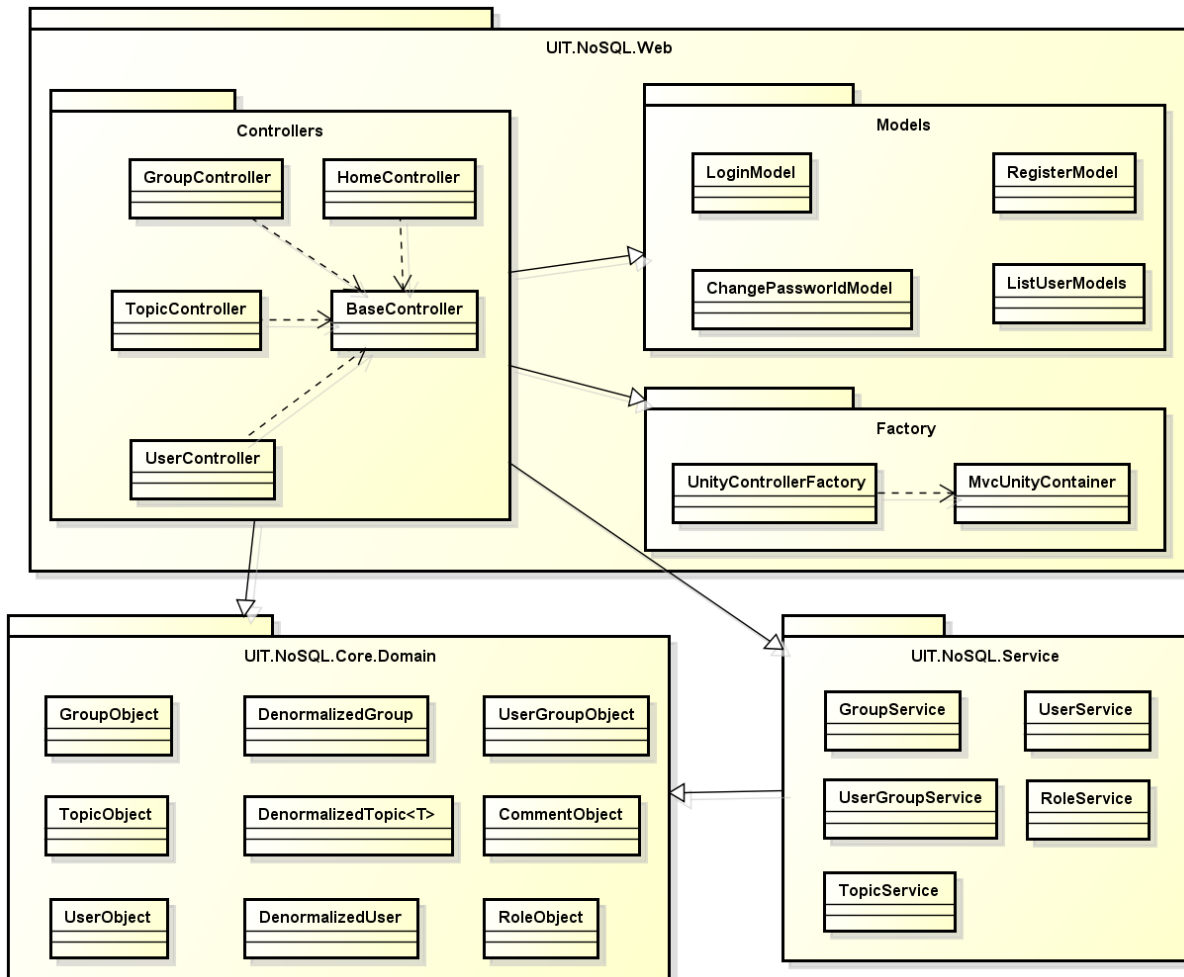 UIT.NoSQL.Web
Controllers
GroupController
HomeController
TopicController
BaseController
UserController
Models
LoginModel
RegisterModel
ChangePassworldModel
ListUserModels
Factory
UnityControllerFactory
MvcUnityContainer
UIT.NoSQL.Core.Domain
GroupObject
DenormalizedGroup
UserGroupObject
TopicObject
DenormalizedTopic<T>
CommentObject
UserObject
DenormalizedUser
RoleObject
UIT.NoSQL.Service
GroupService
UserService
UserGroupService
RoleService
TopicService